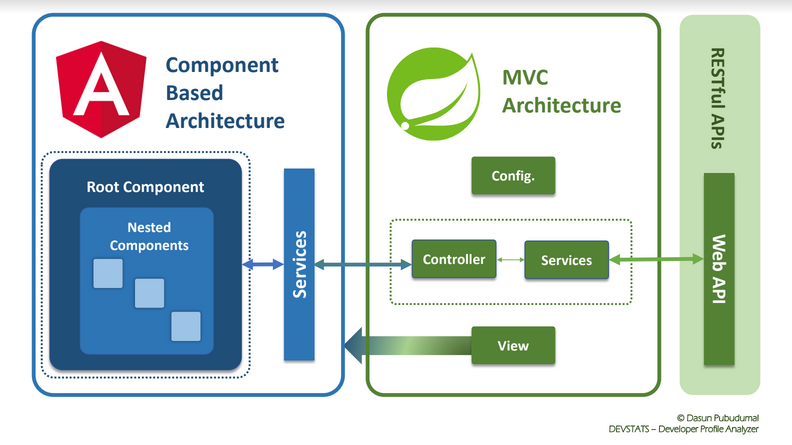 Component
Based
Architecture
Root Component
Nested
Components
Services
MVC
Architecture
Config.
Controller
Services
View
RESTful APIs
Web API
© Dasun Pubudumal
DEVSTATS – Developer Profile Analyzer